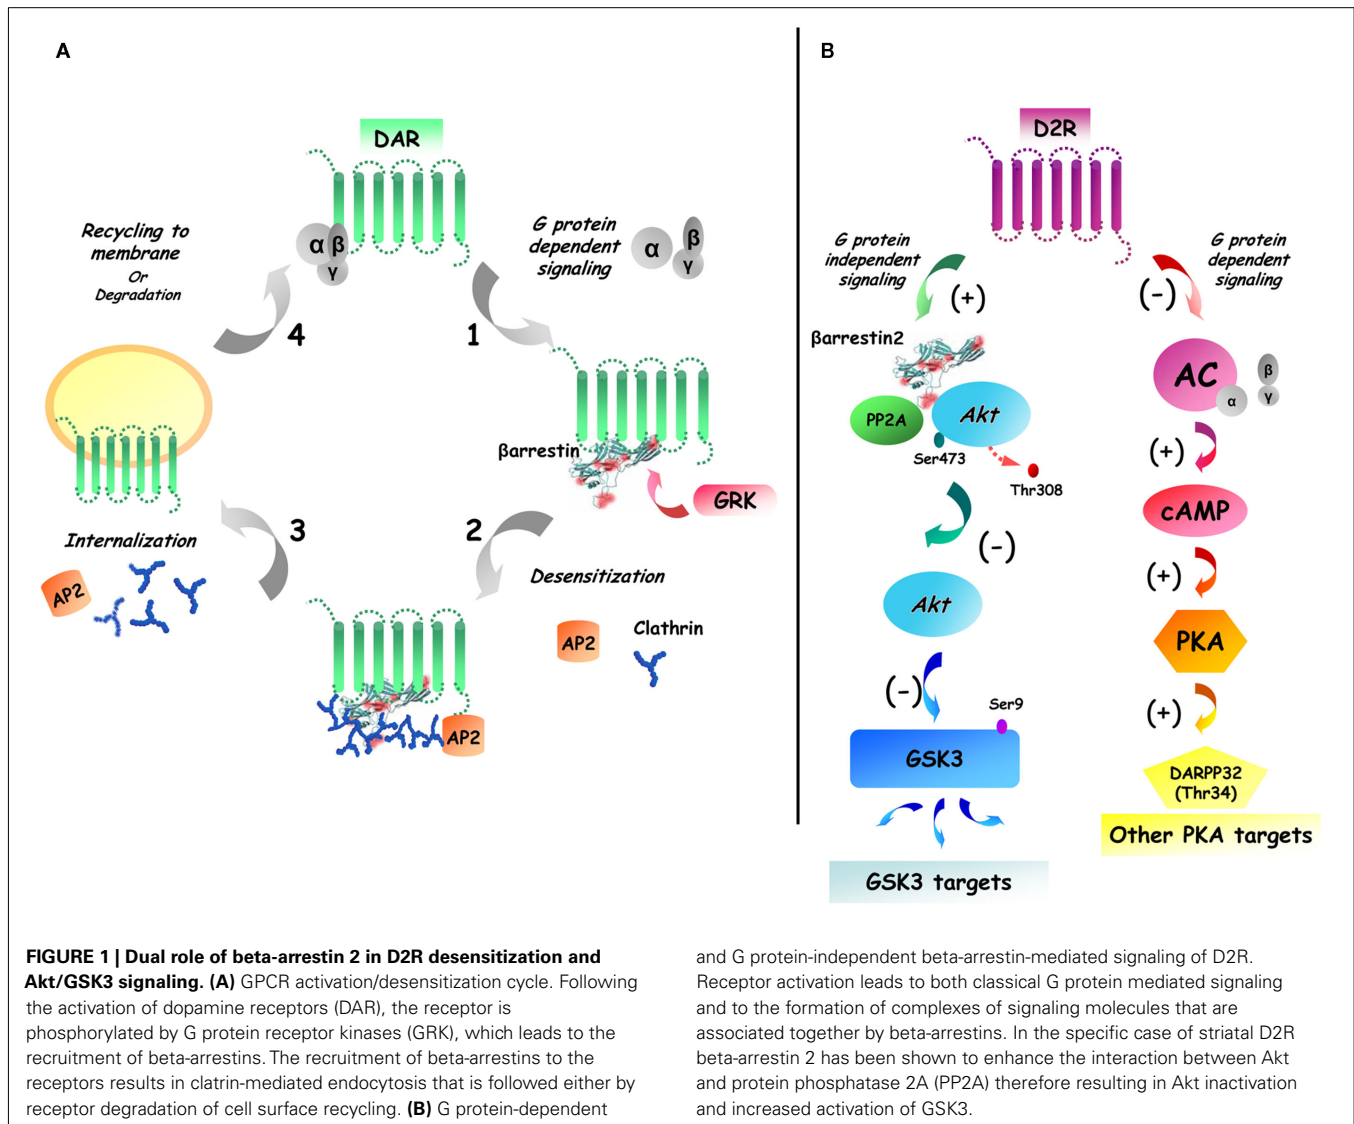 A
DAR
Recycling to
membrane
Or
Degradation
α β
γ
G protein
dependent
signaling
α
β
γ
4
1
βarrestin
GRK
Internalization
AP2
3
2
Desensitization
AP2
Clathrin
AP2
B
D2R
G protein
independent
signaling
(+)
G protein
dependent
signaling
(-)
βarrestin2
PP2A
Akt
Ser473
Thr308
(-)
Akt
(-)
Ser9
GSK3
GSK3 targets
AC
α
β
γ
(+)
cAMP
(+)
PKA
(+)
DARPP32
(Thr34)
Other PKA targets
FIGURE 1 | Dual role of beta-arrestin 2 in D2R desensitization and
Akt/GSK3 signaling. (A) GPCR activation/desensitization cycle. Following
the activation of dopamine receptors (DAR), the receptor is
phosphorylated by G protein receptor kinases (GRK), which leads to the
recruitment of beta-arrestins. The recruitment of beta-arrestins to the
receptors results in clatrin-mediated endocytosis that is followed either by
receptor degradation of cell surface recycling. (B) G protein-dependent
and G protein-independent beta-arrestin-mediated signaling of D2R.
Receptor activation leads to both classical G protein mediated signaling
and to the formation of complexes of signaling molecules that are
associated together by beta-arrestins. In the specific case of striatal D2R
beta-arrestin 2 has been shown to enhance the interaction between Akt
and protein phosphatase 2A (PP2A) therefore resulting in Akt inactivation
and increased activation of GSK3.